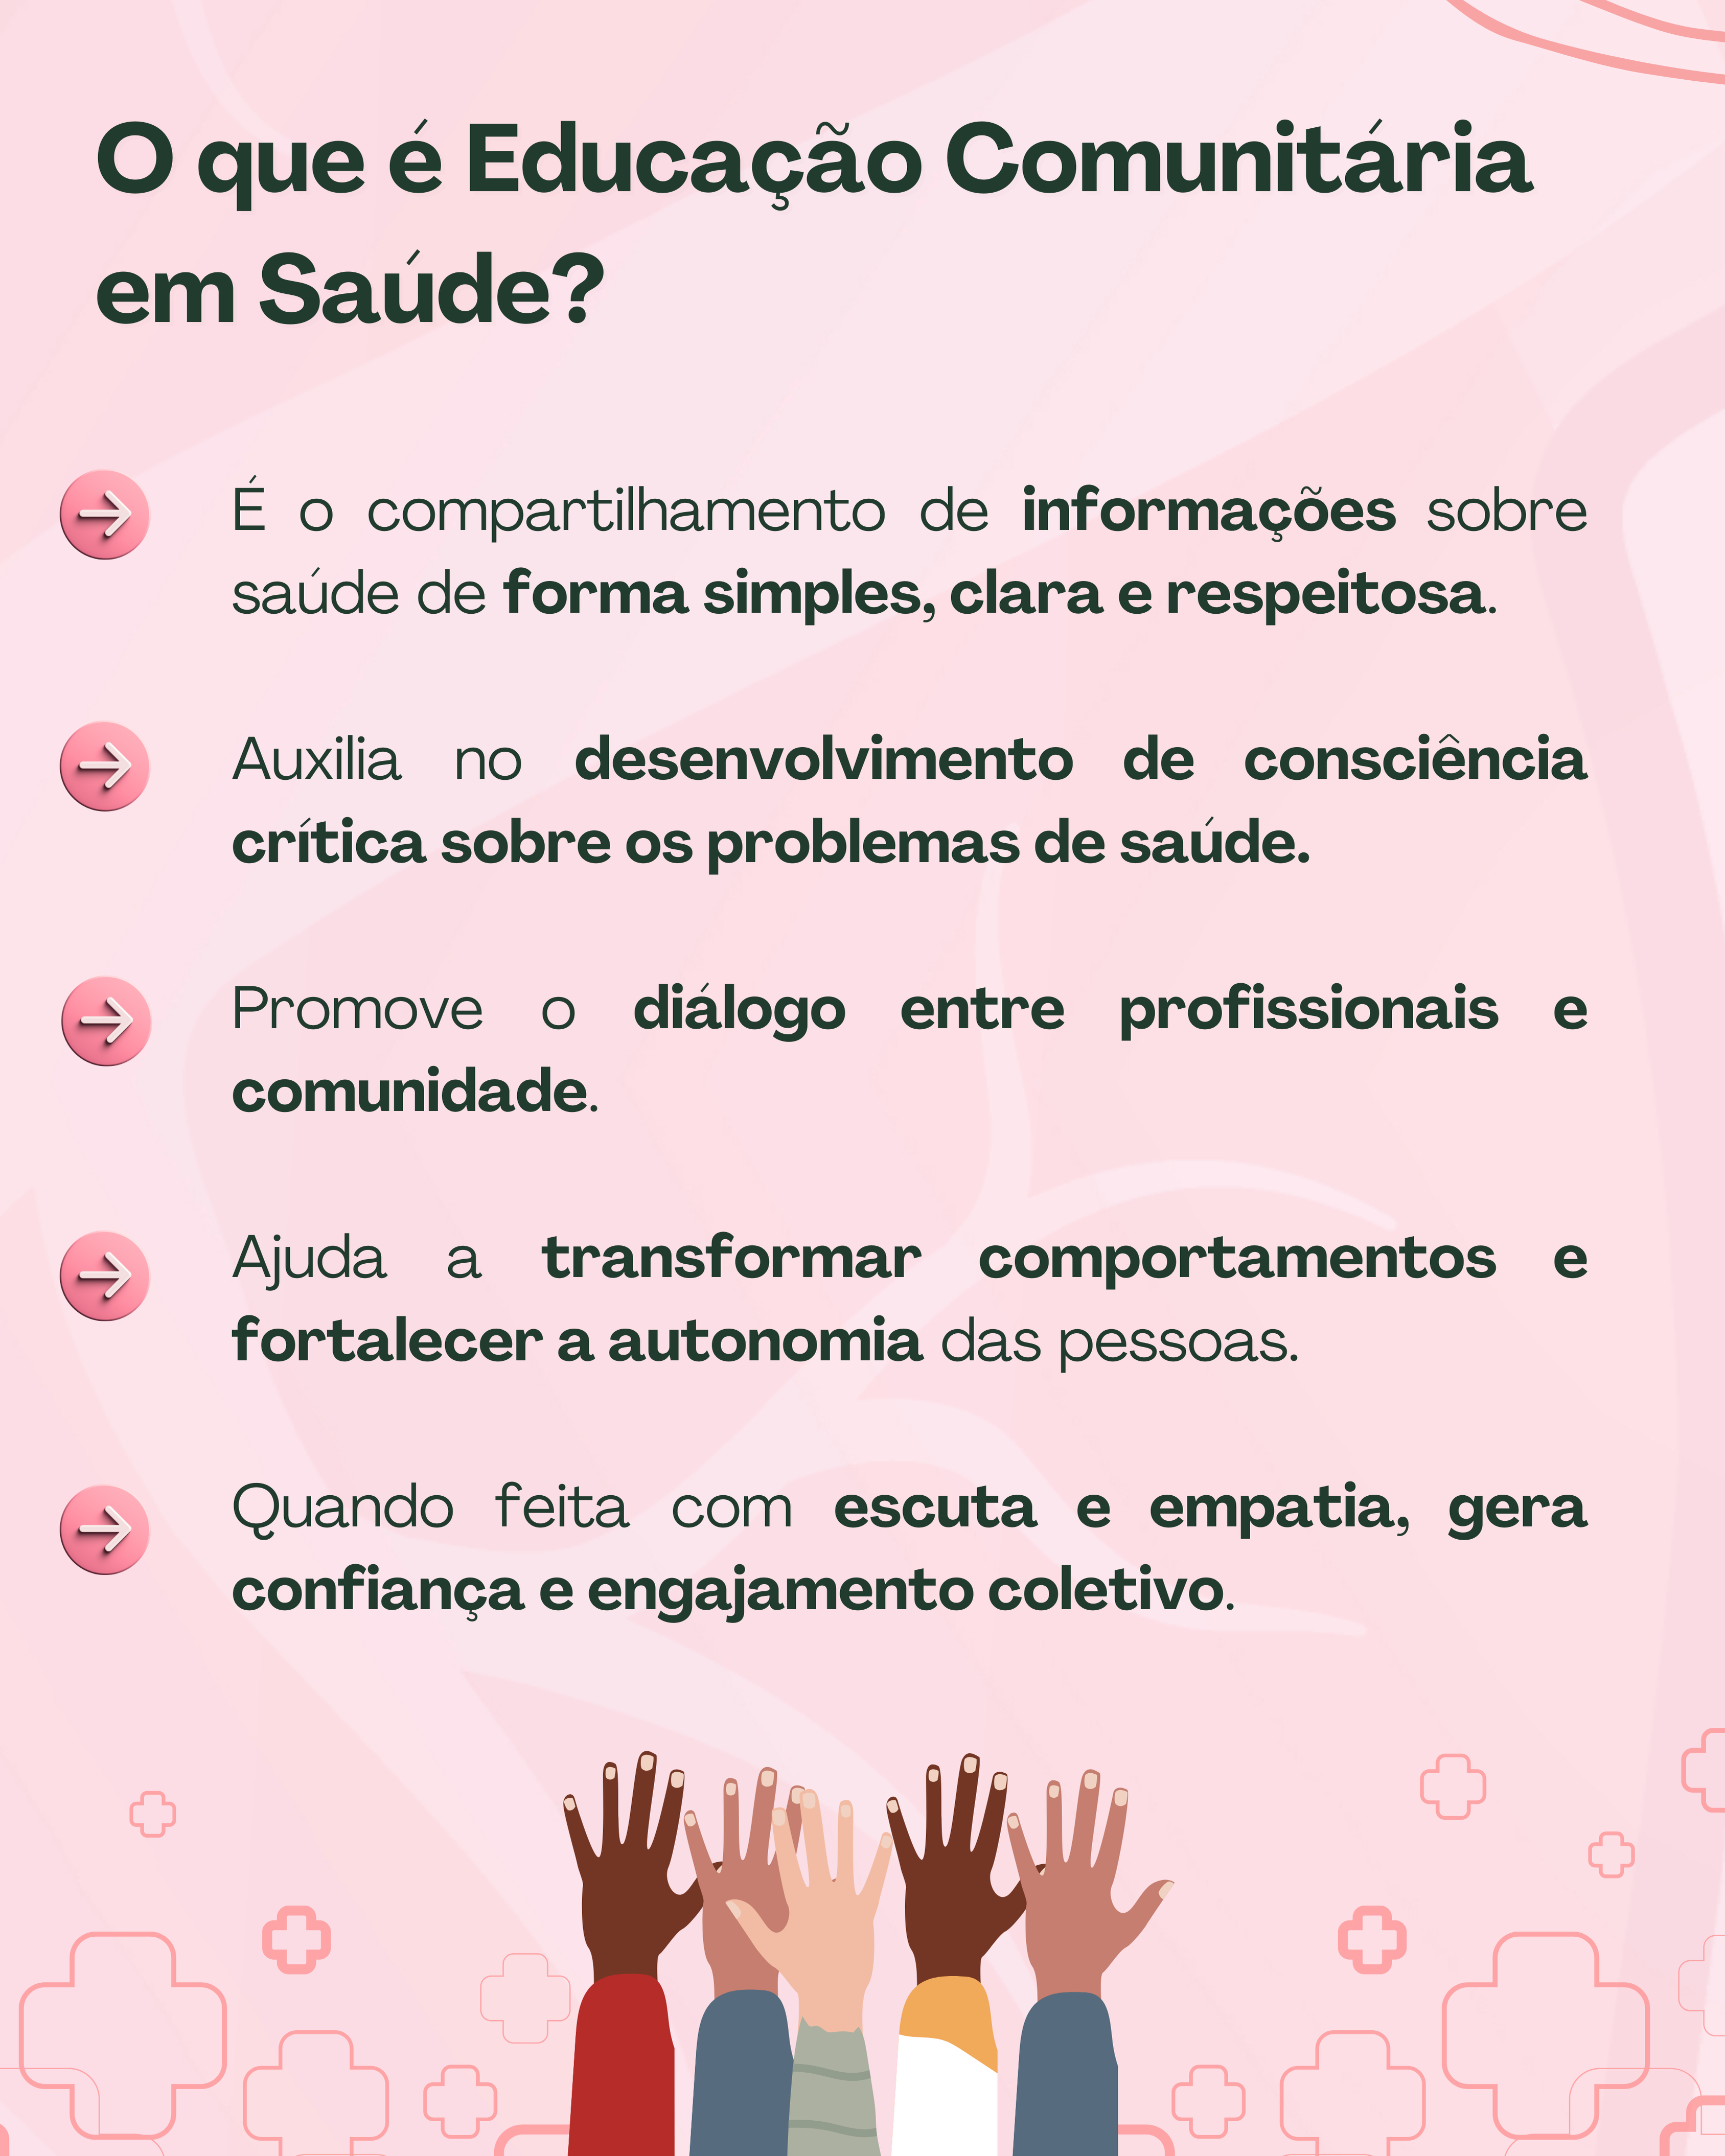 O que é Educação Comunitária
em Saúde?
É o compartilhamento de informações sobre
saúde de forma simples, clara e respeitosa.
Auxilia no desenvolvimento de consciência
crítica sobre os problemas de saúde.
Promove o diálogo entre profissionais e
comunidade.
Ajuda a transformar comportamentos e
fortalecer a autonomia das pessoas.
Quando feita com escuta e empatia, gera
confiança e engajamento coletivo.